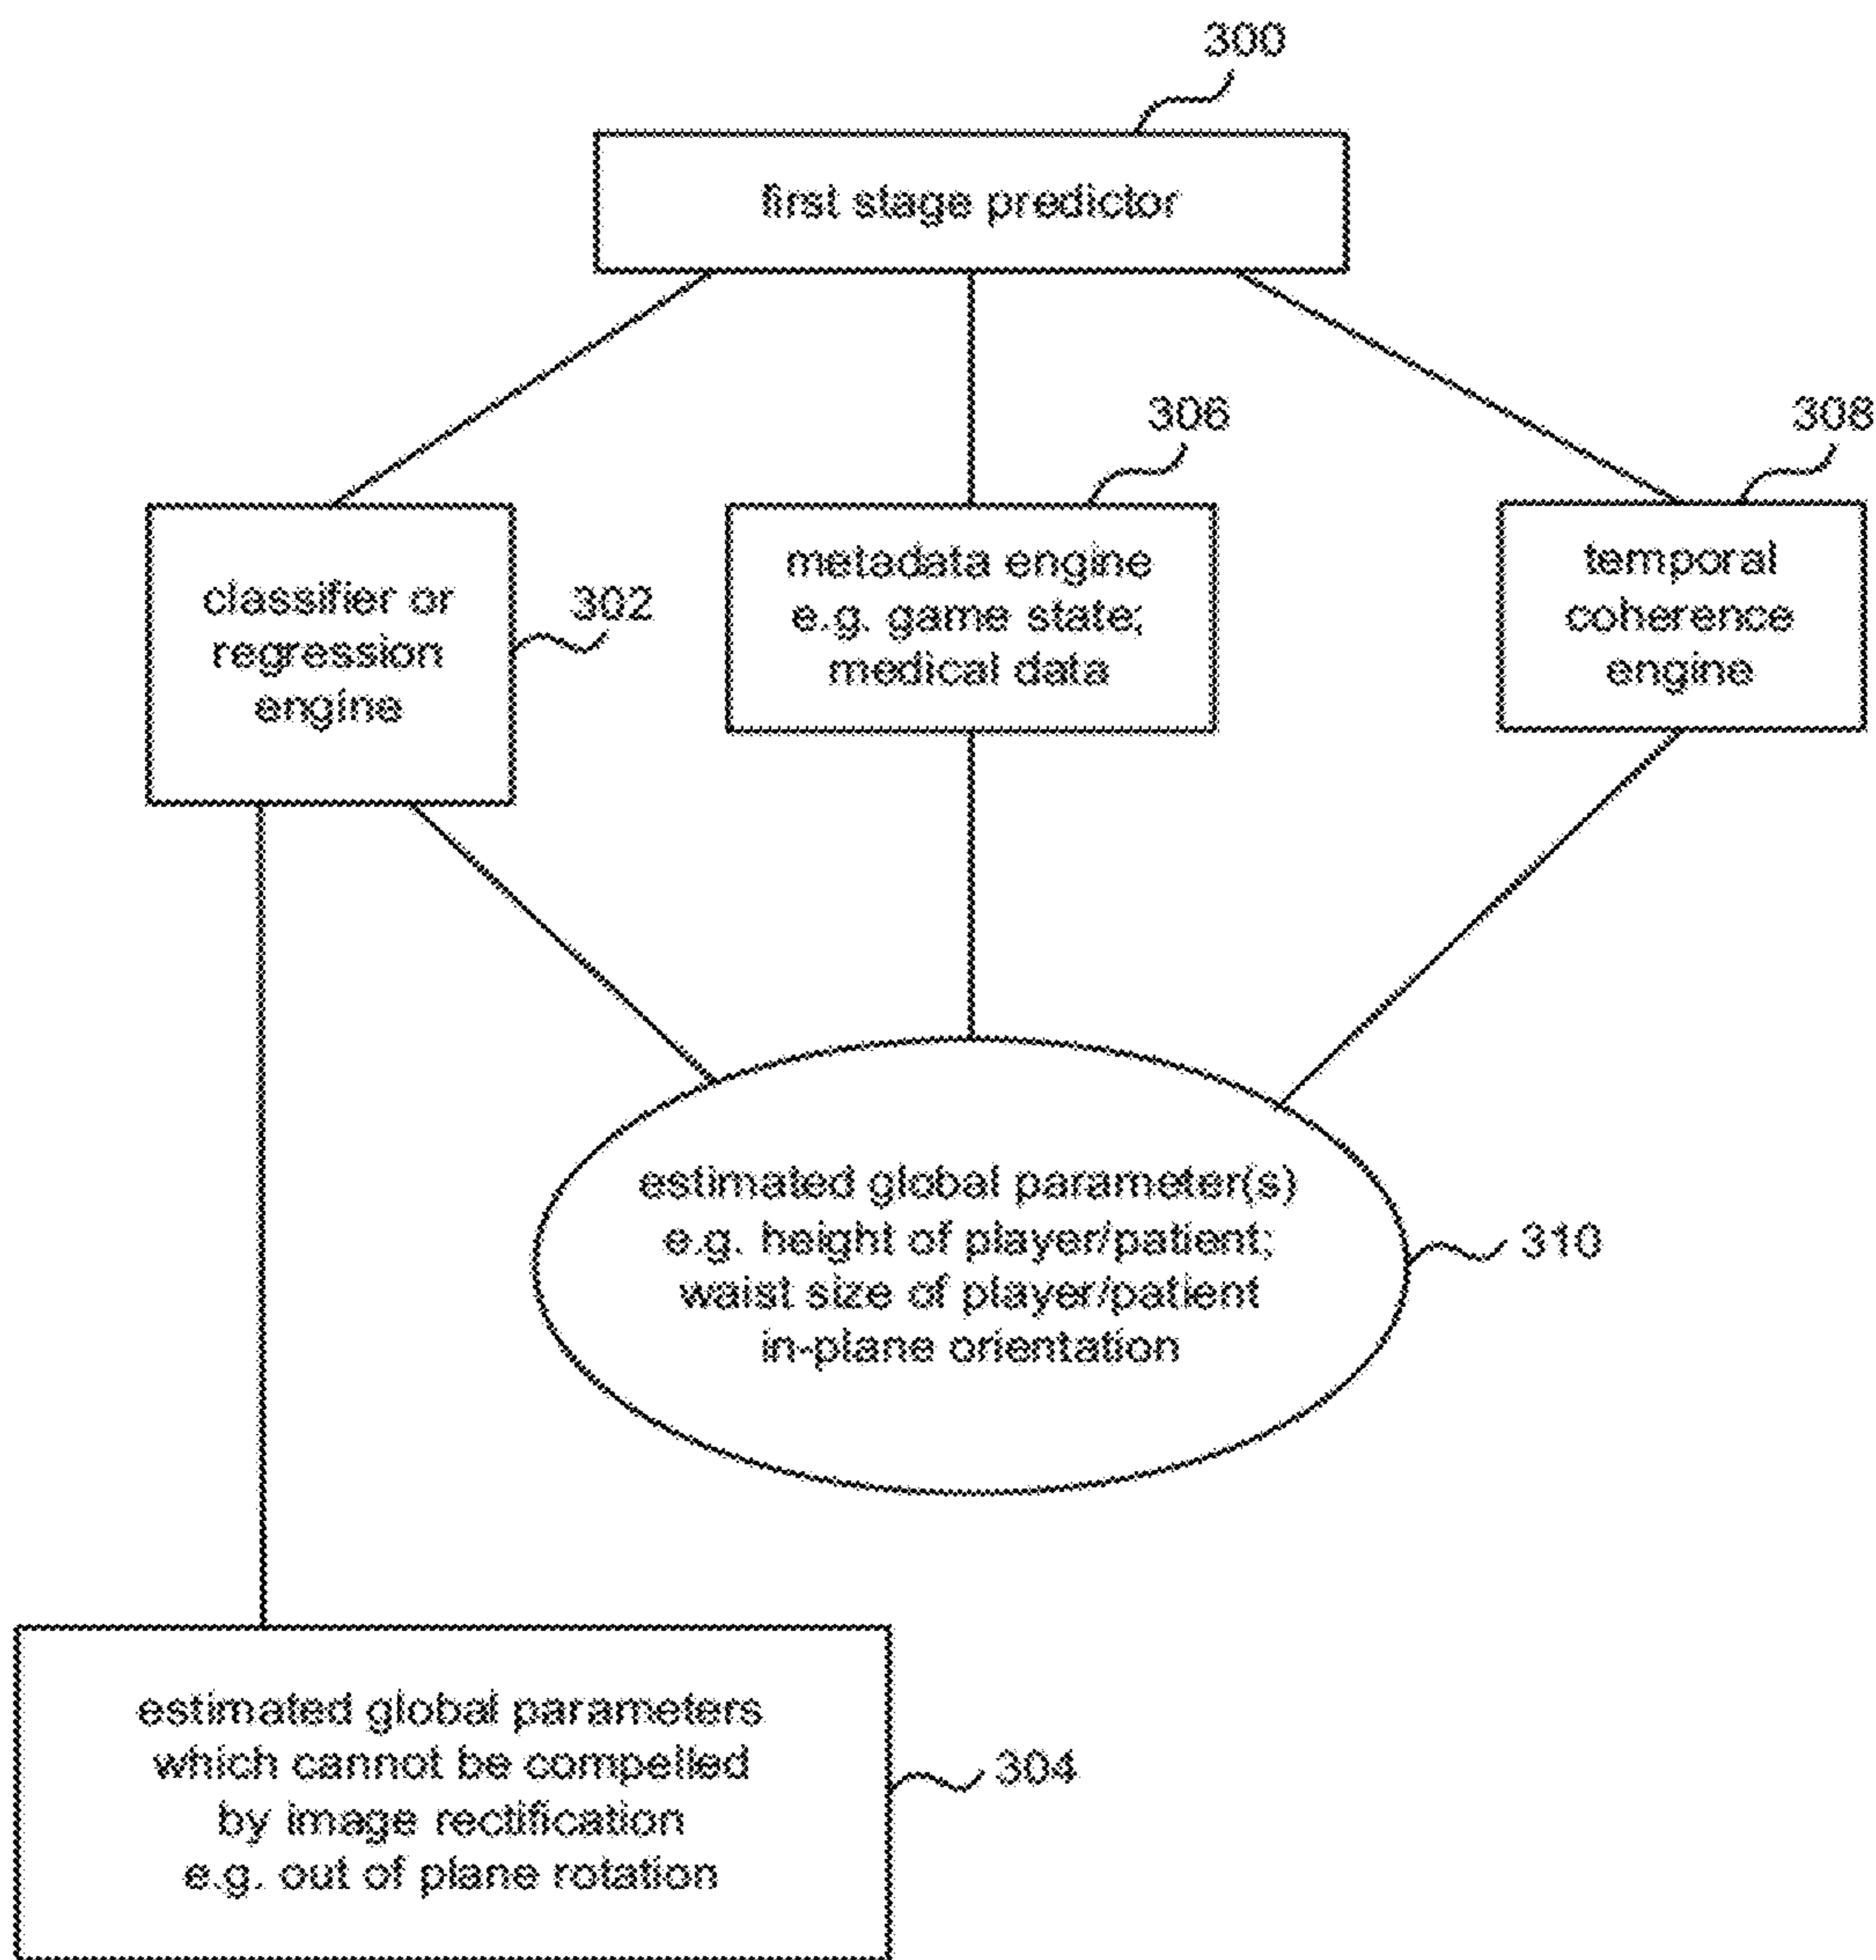 300
first stage predictor
306
308
classifier or
regression
engine
302
metadata engine
e.g. game state;
medical data
temporal
coherence
engine
estimated global parameter(s)
e.g. height of player/patient;
waist size of player/patient
in-plane orientation
310
estimated global parameters
which cannot be compelled
by image rectification
e.g. out of plane rotation
304